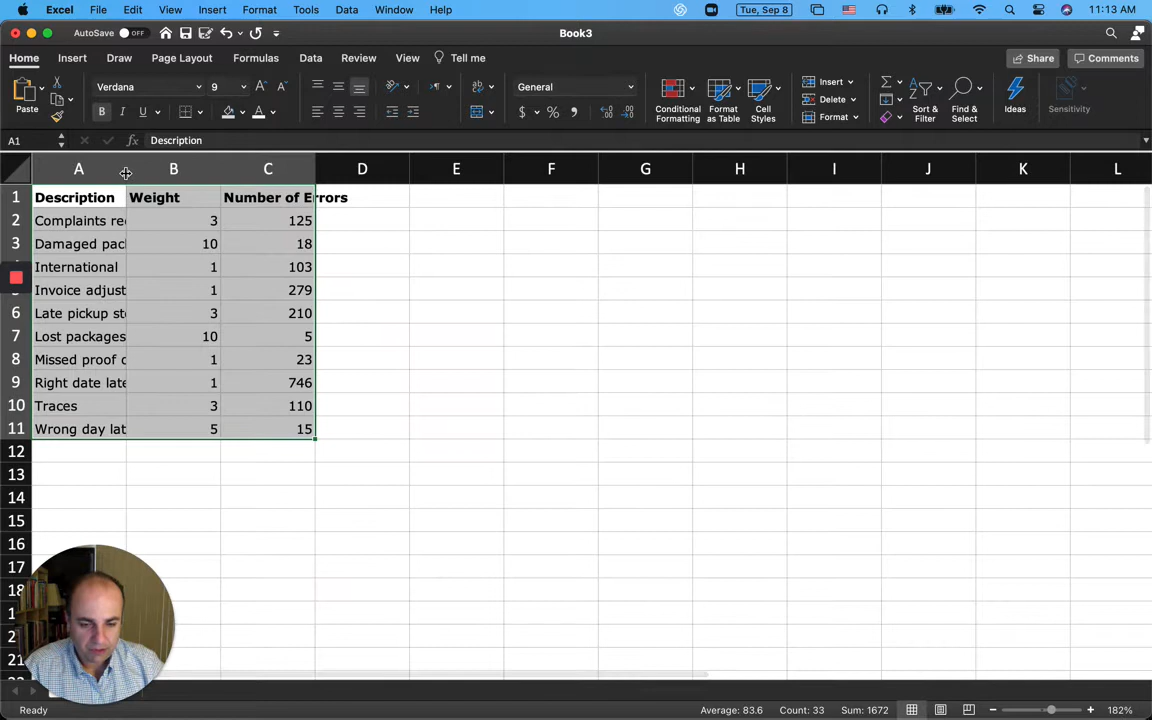 Excel File Edit View Insert Format Tools Data Window Help Tue, Sep 8 11:13 AM
AutoSave OFF Book3
Home Insert Draw Page Layout Formulas Data Review View Tell me Share Comments
Paste Verdana 9 B I U General $ % Conditional Formatting Format as Table Cell Styles Insert Delete Format Sort & Filter Find & Select Ideas Sensitivity
A1 fx Description
A B C D E F G H I J K L
1 Description Weight Number of Errors
2 Complaints re 3 125
3 Damaged pac 10 18
International 1 103
Invoice adjust 1 279
6 Late pickup st 3 210
7 Lost packages 10 5
8 Missed proof 1 23
9 Right date late 1 746
10 Traces 3 110
11 Wrong day lat 5 15
12
13
14
15
16
17
18
21
Ready Average: 83.6 Count: 33 Sum: 1672 182%